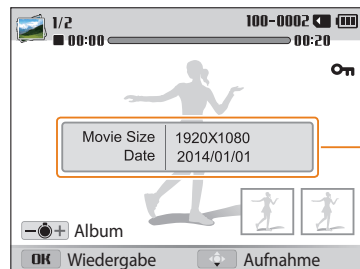 1/2 100-0002
00:00 00:20
Movie Size 1920X1080
Date 2014/01/01
Album
OK Wiedergabe Aufnahme